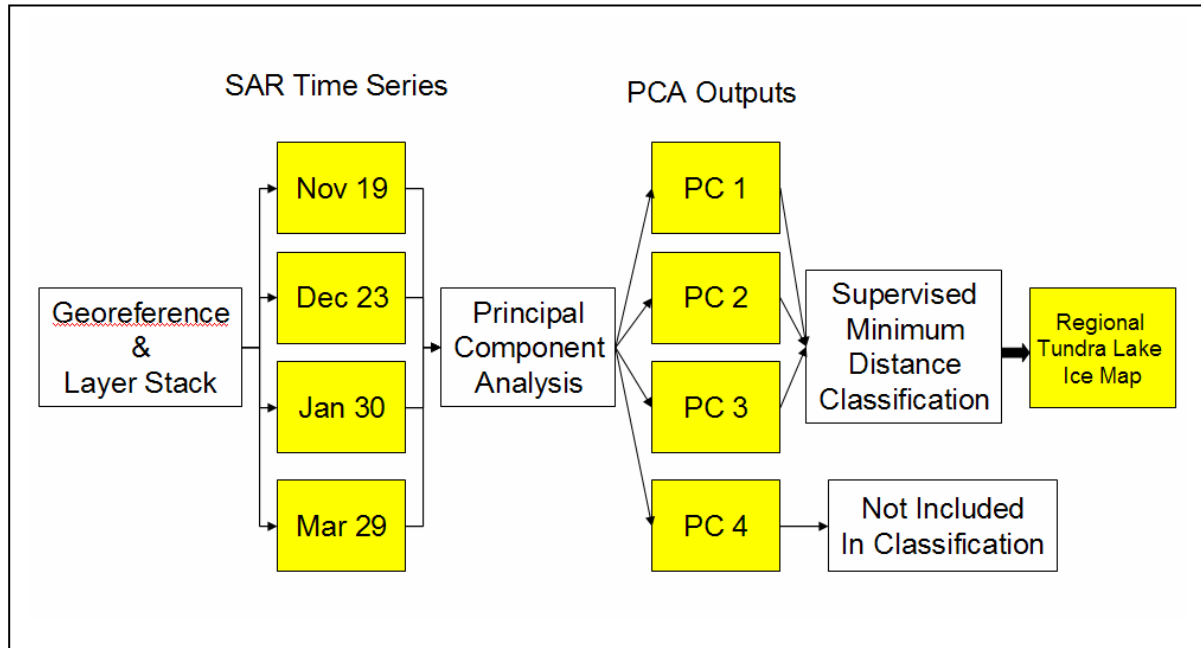 SAR Time Series
PCA Outputs
Georeference
&
Layer Stack
Nov 19
Dec 23
Jan 30
Mar 29
Principal
Component
Analysis
PC 1
PC 2
PC 3
PC 4
Supervised
Minimum
Distance
Classification
Not Included
In Classification
Regional
Tundra Lake
Ice Map